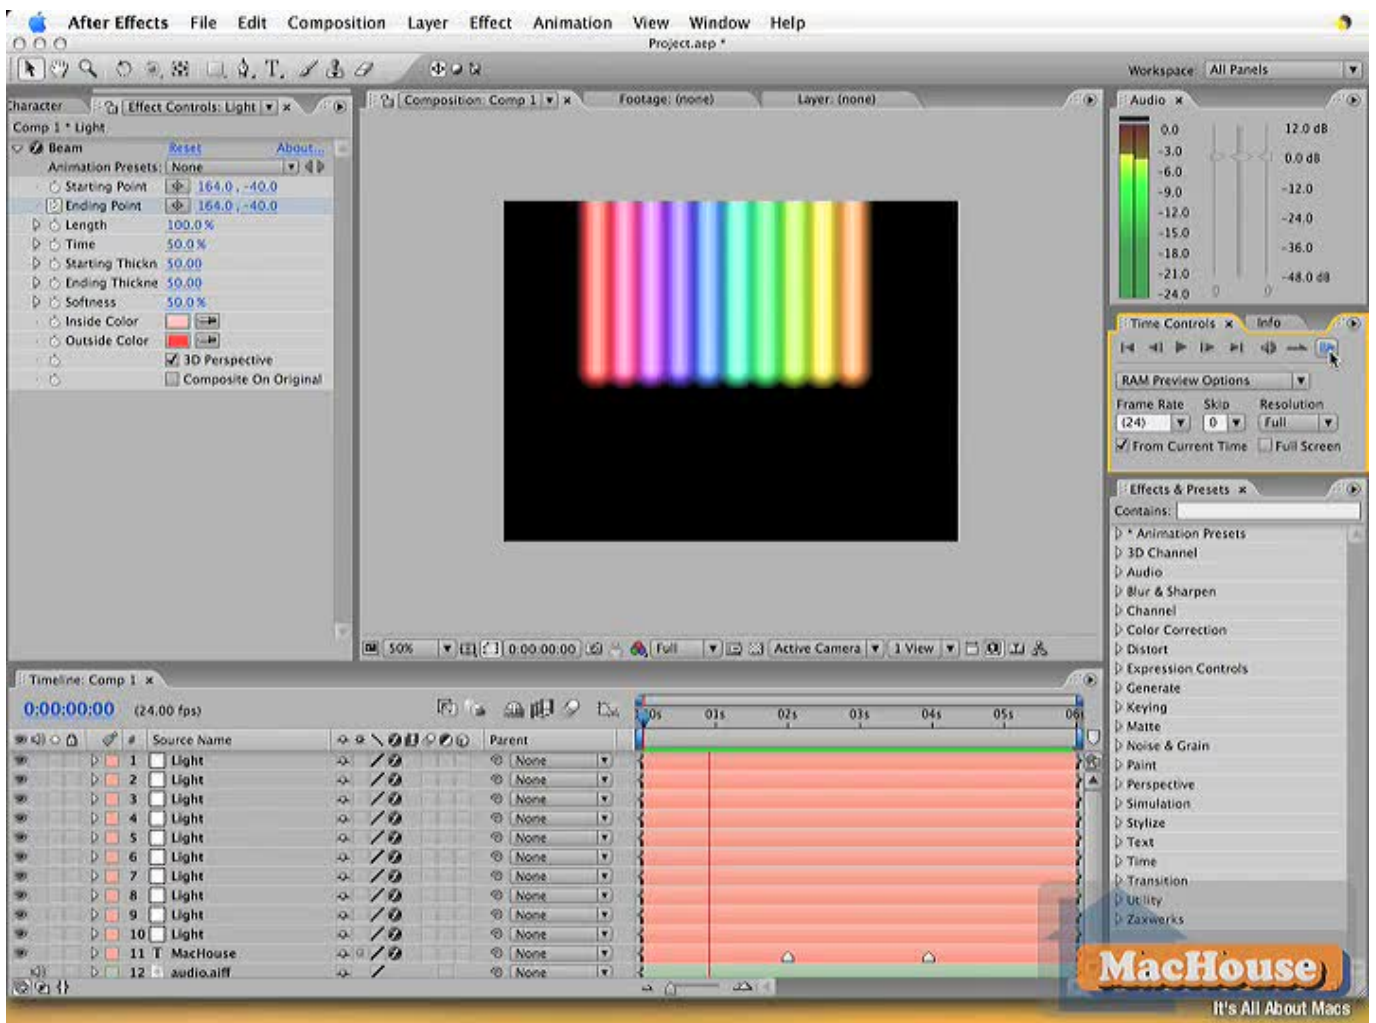 After Effects File Edit Composition Layer Effect Animation View Window Help
Project.aep *
Workspace: All Panels
Character
Effect Controls: Light
Comp 1 * Light
Beam Reset About...
Animation Presets: None
Starting Point 164.0, -40.0
Ending Point 164.0, -40.0
Length 100.0%
Time 50.0%
Starting Thickn 50.00
Ending Thickne 50.00
Softness 50.0%
Inside Color
Outside Color
3D Perspective
Composite On Original
Composition: Comp 1
Footage: (none)
Layer: (none)
50% 0:00:00:00 Full Active Camera 1 View
Audio
0.0 12.0 dB
-3.0 0.0 dB
-6.0
-9.0 -12.0
-12.0 -24.0
-15.0
-18.0 -36.0
-21.0 -48.0 dB
-24.0 0 0
Time Controls Info
RAM Preview Options
Frame Rate Skip Resolution
(24) 0 Full
From Current Time Full Screen
Effects & Presets
Contains:
* Animation Presets
3D Channel
Audio
Blur & Sharpen
Channel
Color Correction
Distort
Expression Controls
Generate
Keying
Matte
Noise & Grain
Paint
Perspective
Simulation
Stylize
Text
Time
Transition
Utility
Zaxwerks
Timeline: Comp 1
0:00:00:00 (24.00 fps)
00s 01s 02s 03s 04s 05s 06s
# Source Name Parent
1 Light None
2 Light None
3 Light None
4 Light None
5 Light None
6 Light None
7 Light None
8 Light None
9 Light None
10 Light None
11 T MacHouse None
12 audio.aiff None
MacHouse
It's All About Macs